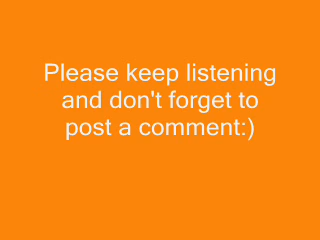 Please keep listening
and don't forget to
post a comment:)